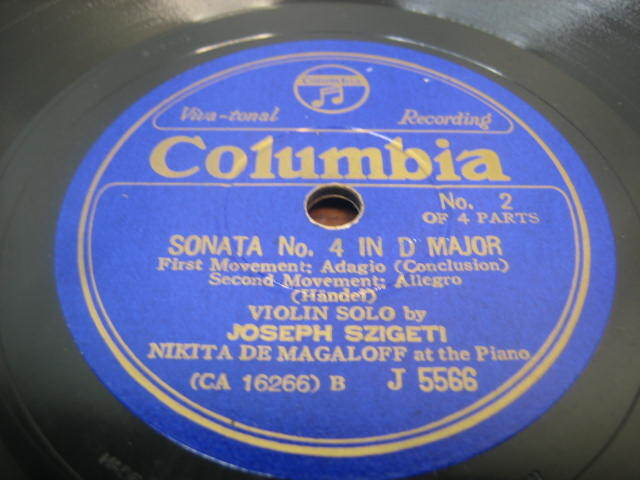 Columbia
Viva-tonal Recording
Columbia
No. 2
OF 4 PARTS
SONATA No. 4 IN D MAJOR
First Movement: Adagio (Conclusion)
Second Movement: Allegro
(Händel)
VIOLIN SOLO by
JOSEPH SZIGETI
NIKITA DE MAGALOFF at the Piano
(CA 16266) B J 5566